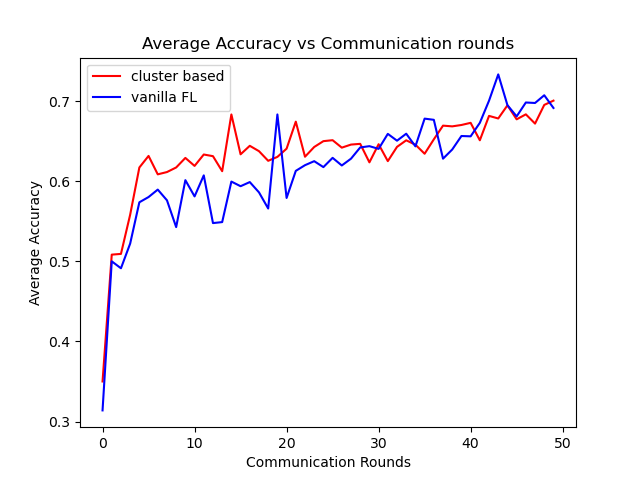 Average Accuracy vs Communication rounds
cluster based
vanilla FL
0.7
0.6
0.5
0.4
0.3
Average Accuracy
0 10 20 30 40 50
Communication Rounds